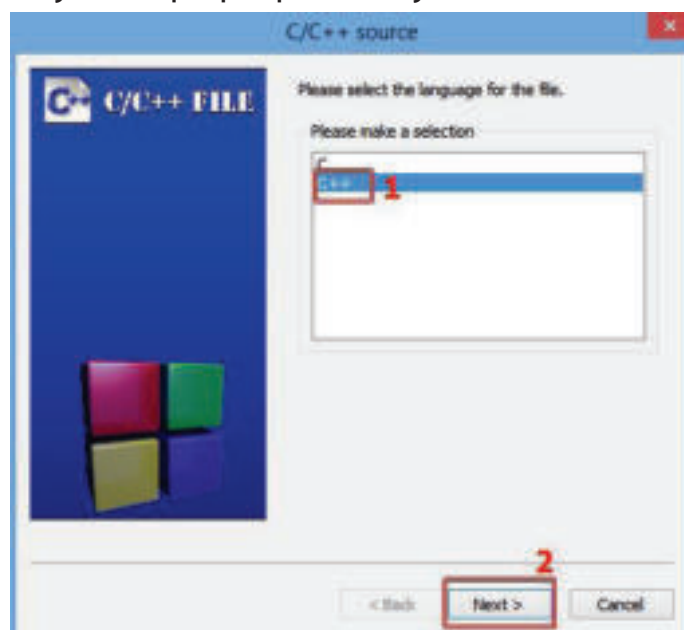 C/C++ source
C/C++ FILE
Please select the language for the file.
Please make a selection
C
C++
1
2
< Back
Next >
Cancel